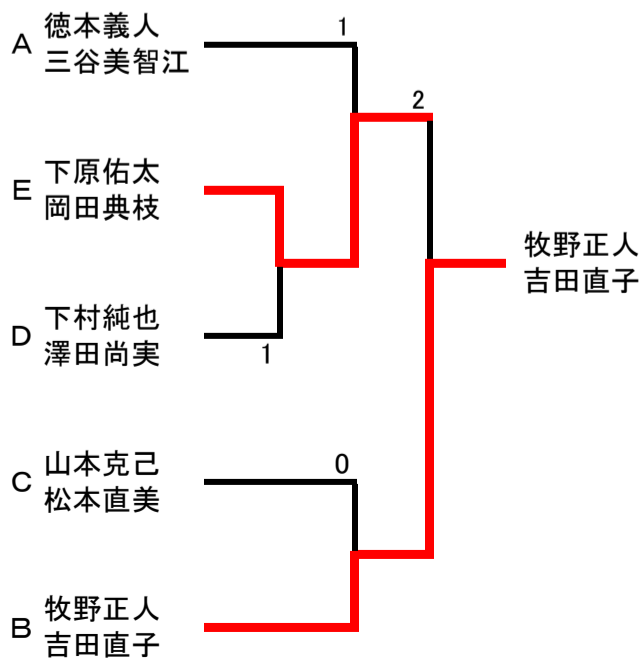 A
徳本義人
三谷美智江
1
2
E
下原佑太
岡田典枝
牧野正人
吉田直子
D
下村純也
澤田尚実
1
C
山本克己
松本直美
0
B
牧野正人
吉田直子